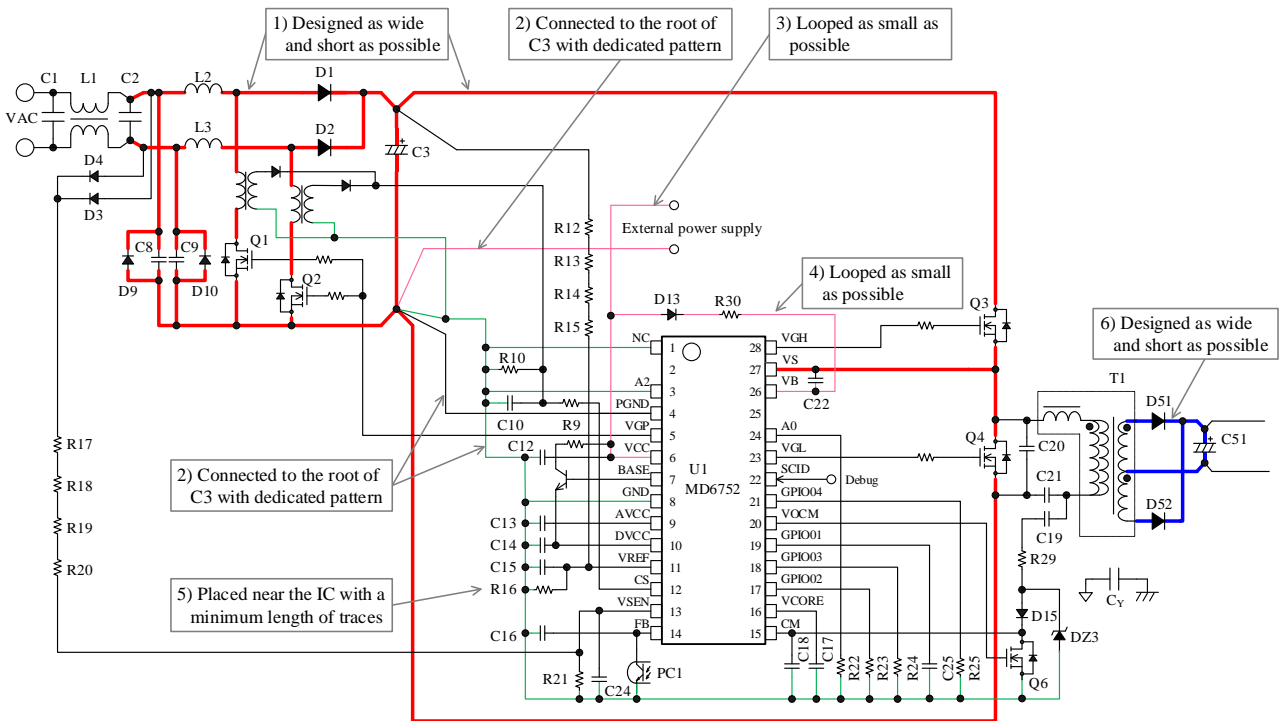 1) Designed as wide
and short as possible
2) Connected to the root of
C3 with dedicated pattern
3) Looped as small as
possible
C1
L1
C2
L2
D1
VAC
L3
D2
C3
D4
D3
R12
External power supply
R13
R14
R15
Q1
Q2
C8
C9
D9
D10
4) Looped as small
as possible
D13
R30
Q3
6) Designed as wide
and short as possible
NC
1
28
VGH
2
27
VS
R10
A2
3
26
VB
C22
PGND
4
25
C10
R9
VGP
5
24
A0
C12
VCC
6
23
VGL
Q4
BASE
7
22
SCID
Debug
U1
MD6752
GND
8
21
GPIO04
C13
AVCC
9
20
VOCM
C14
DVCC
10
19
GPIO01
C15
VREF
11
18
GPIO03
R16
CS
12
17
GPIO02
VSEN
13
16
VCORE
C16
FB
14
15
CM
T1
D51
C51
C20
C21
C19
D52
R29
CY
D15
DZ3
Q6
2) Connected to the root of
C3 with dedicated pattern
R17
R18
R19
R20
5) Placed near the IC with a
minimum length of traces
R21
C24
PC1
C18
C17
R22
R23
R24
C25
R25